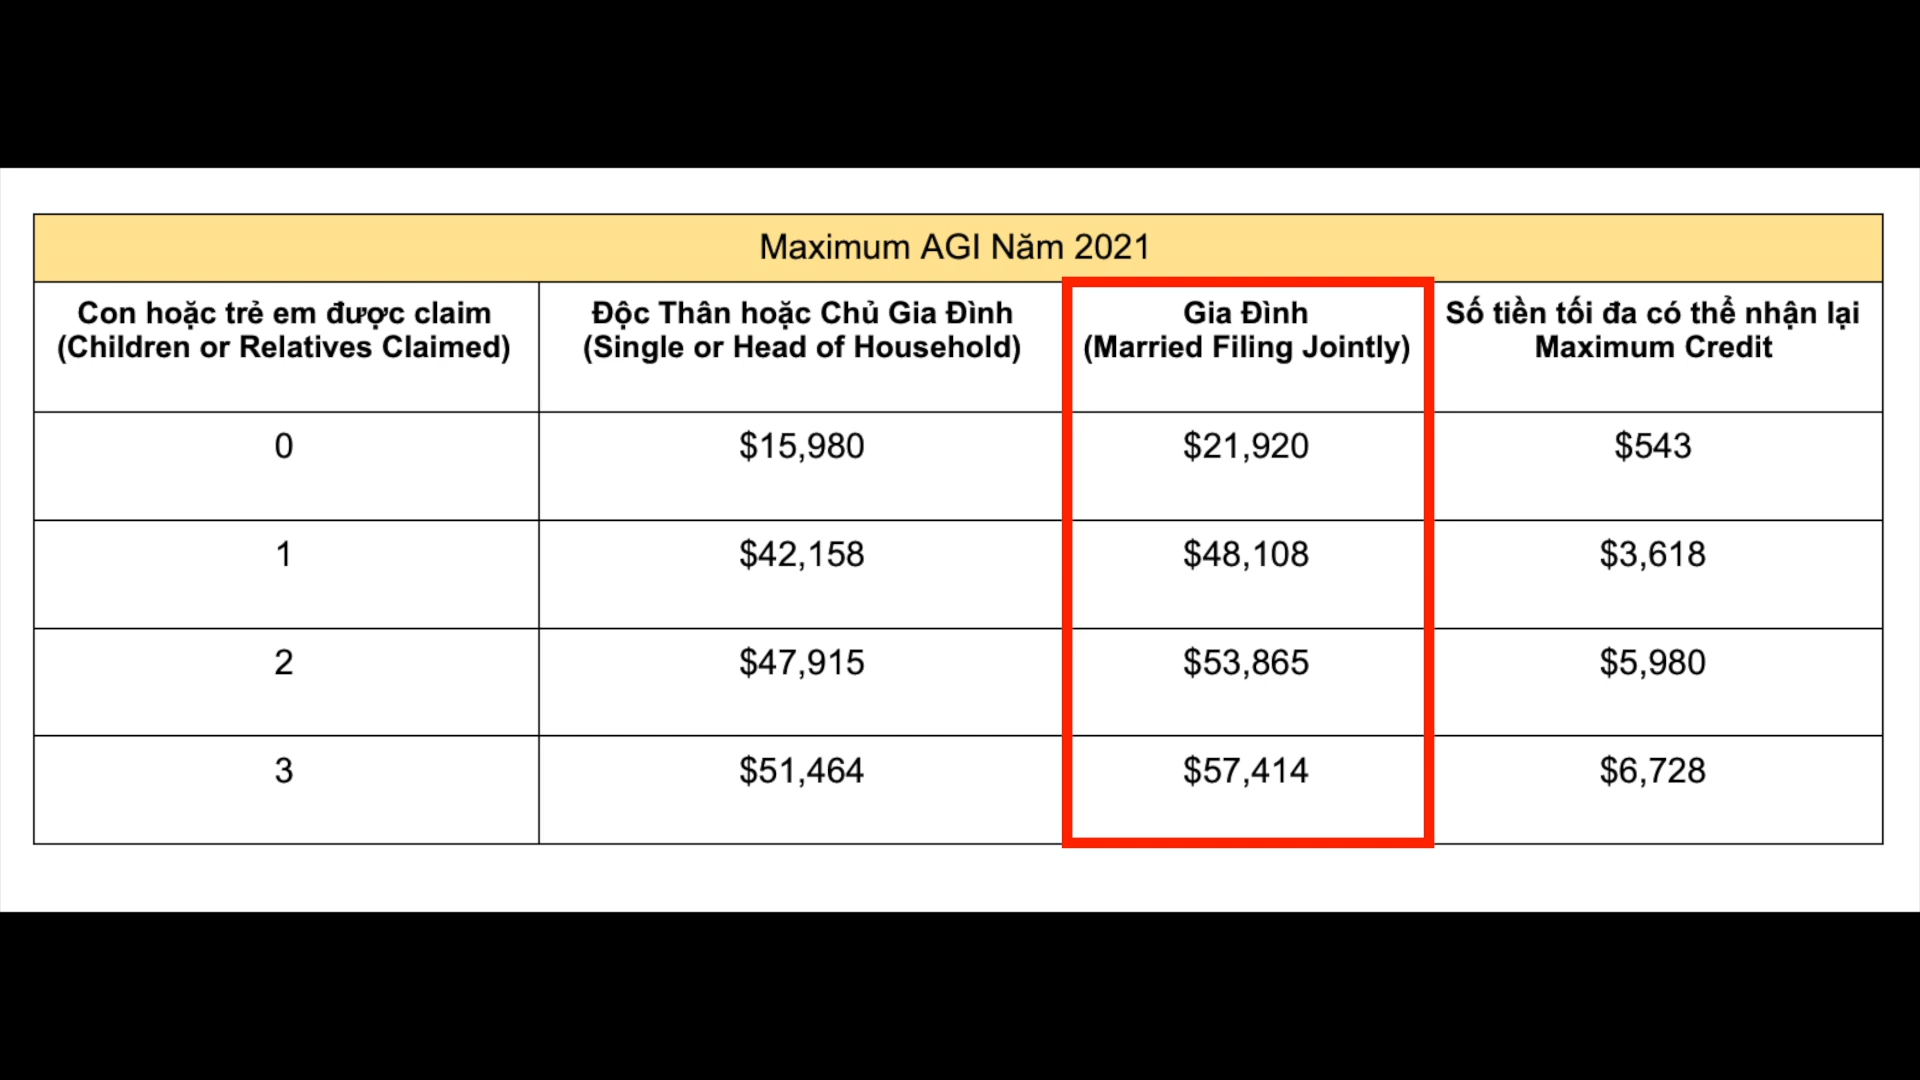 Maximum AGI Năm 2021
Con hoặc trẻ em được claim
(Children or Relatives Claimed)
Độc Thân hoặc Chủ Gia Đình
(Single or Head of Household)
Gia Đình
(Married Filing Jointly)
Số tiền tối đa có thể nhận lại
Maximum Credit
0
$15,980
$21,920
$543
1
$42,158
$48,108
$3,618
2
$47,915
$53,865
$5,980
3
$51,464
$57,414
$6,728